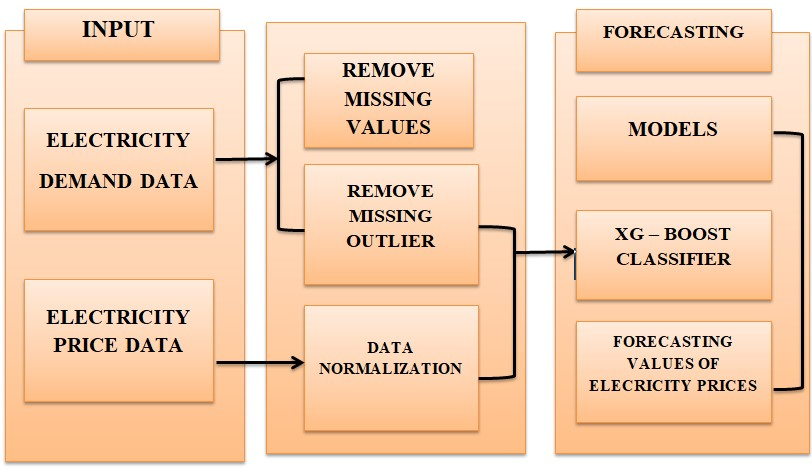 INPUT
ELECTRICITY
DEMAND DATA
ELECTRICITY
PRICE DATA
REMOVE
MISSING
VALUES
REMOVE
MISSING
OUTLIER
DATA
NORMALIZATION
FORECASTING
MODELS
XG – BOOST
CLASSIFIER
FORECASTING
VALUES OF
ELECRICITY PRICES